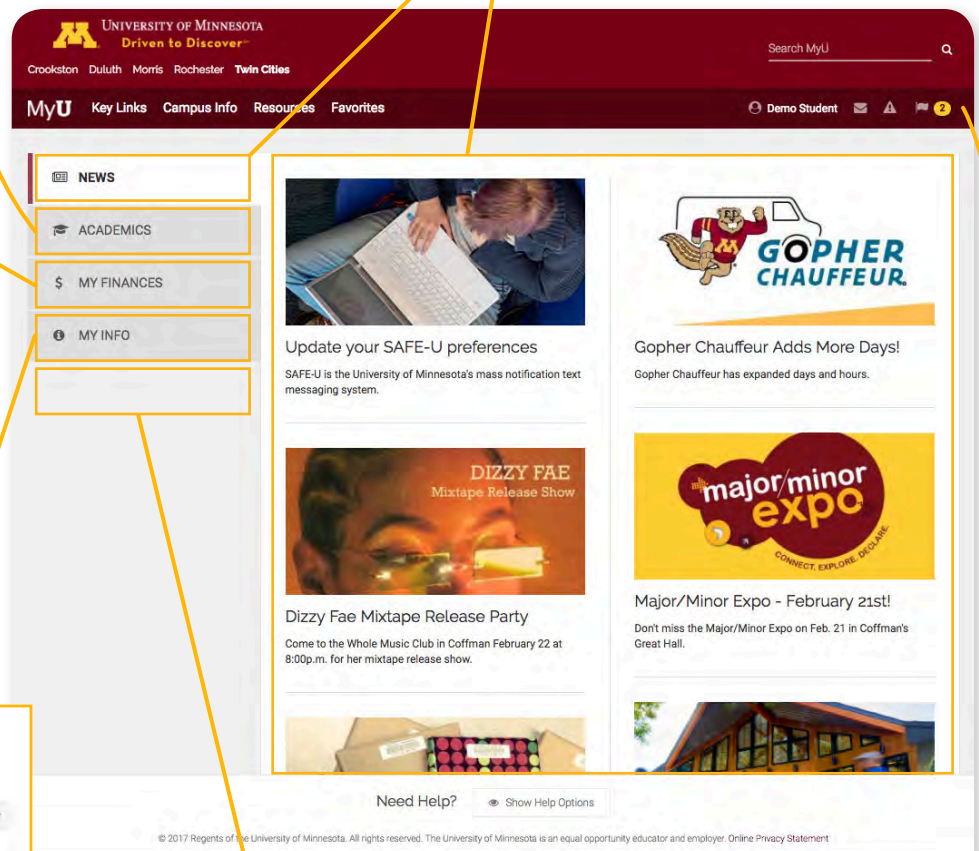 UNIVERSITY OF MINNESOTA
Driven to Discover
Crookston Duluth Morris Rochester Twin Cities
Search MyU
MyU Key Links Campus Info Resources Favorites
Demo Student 2
NEWS
ACADEMICS
$ MY FINANCES
MY INFO
GOPHER
CHAUFFEUR.
Update your SAFE-U preferences
SAFE-U is the University of Minnesota's mass notification text
messaging system.
Gopher Chauffeur Adds More Days!
Gopher Chauffeur has expanded days and hours.
DIZZY FAE
Mixtape Release Show
major/minor
expo
CONNECT. EXPLORE. DECLARE.
Dizzy Fae Mixtape Release Party
Come to the Whole Music Club in Coffman February 22 at
8:00p.m. for her mixtape release show.
Major/Minor Expo - February 21st!
Don't miss the Major/Minor Expo on Feb. 21 in Coffman's
Great Hall.
Need Help? Show Help Options
© 2017 Regents of the University of Minnesota. All rights reserved. The University of Minnesota is an equal opportunity educator and employer. Online Privacy Statement